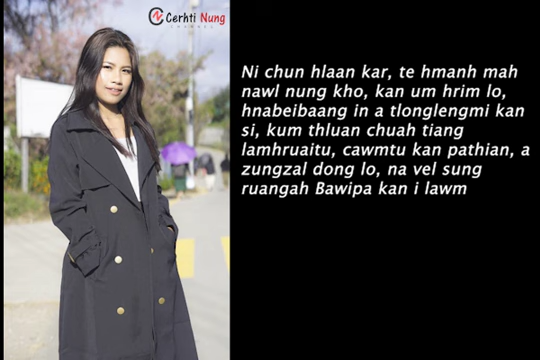 Cerhti Nung
Ni chun hlaan kar, te hmanh mah
nawl nung kho, kan um hrim lo,
hnabeibaang in a tlonglengmi kan
si, kum thluan chuah tiang
lamhruaitu, cawmtu kan pathian, a
zungzal dong lo, na vel sung
ruangah Bawipa kan i lawm